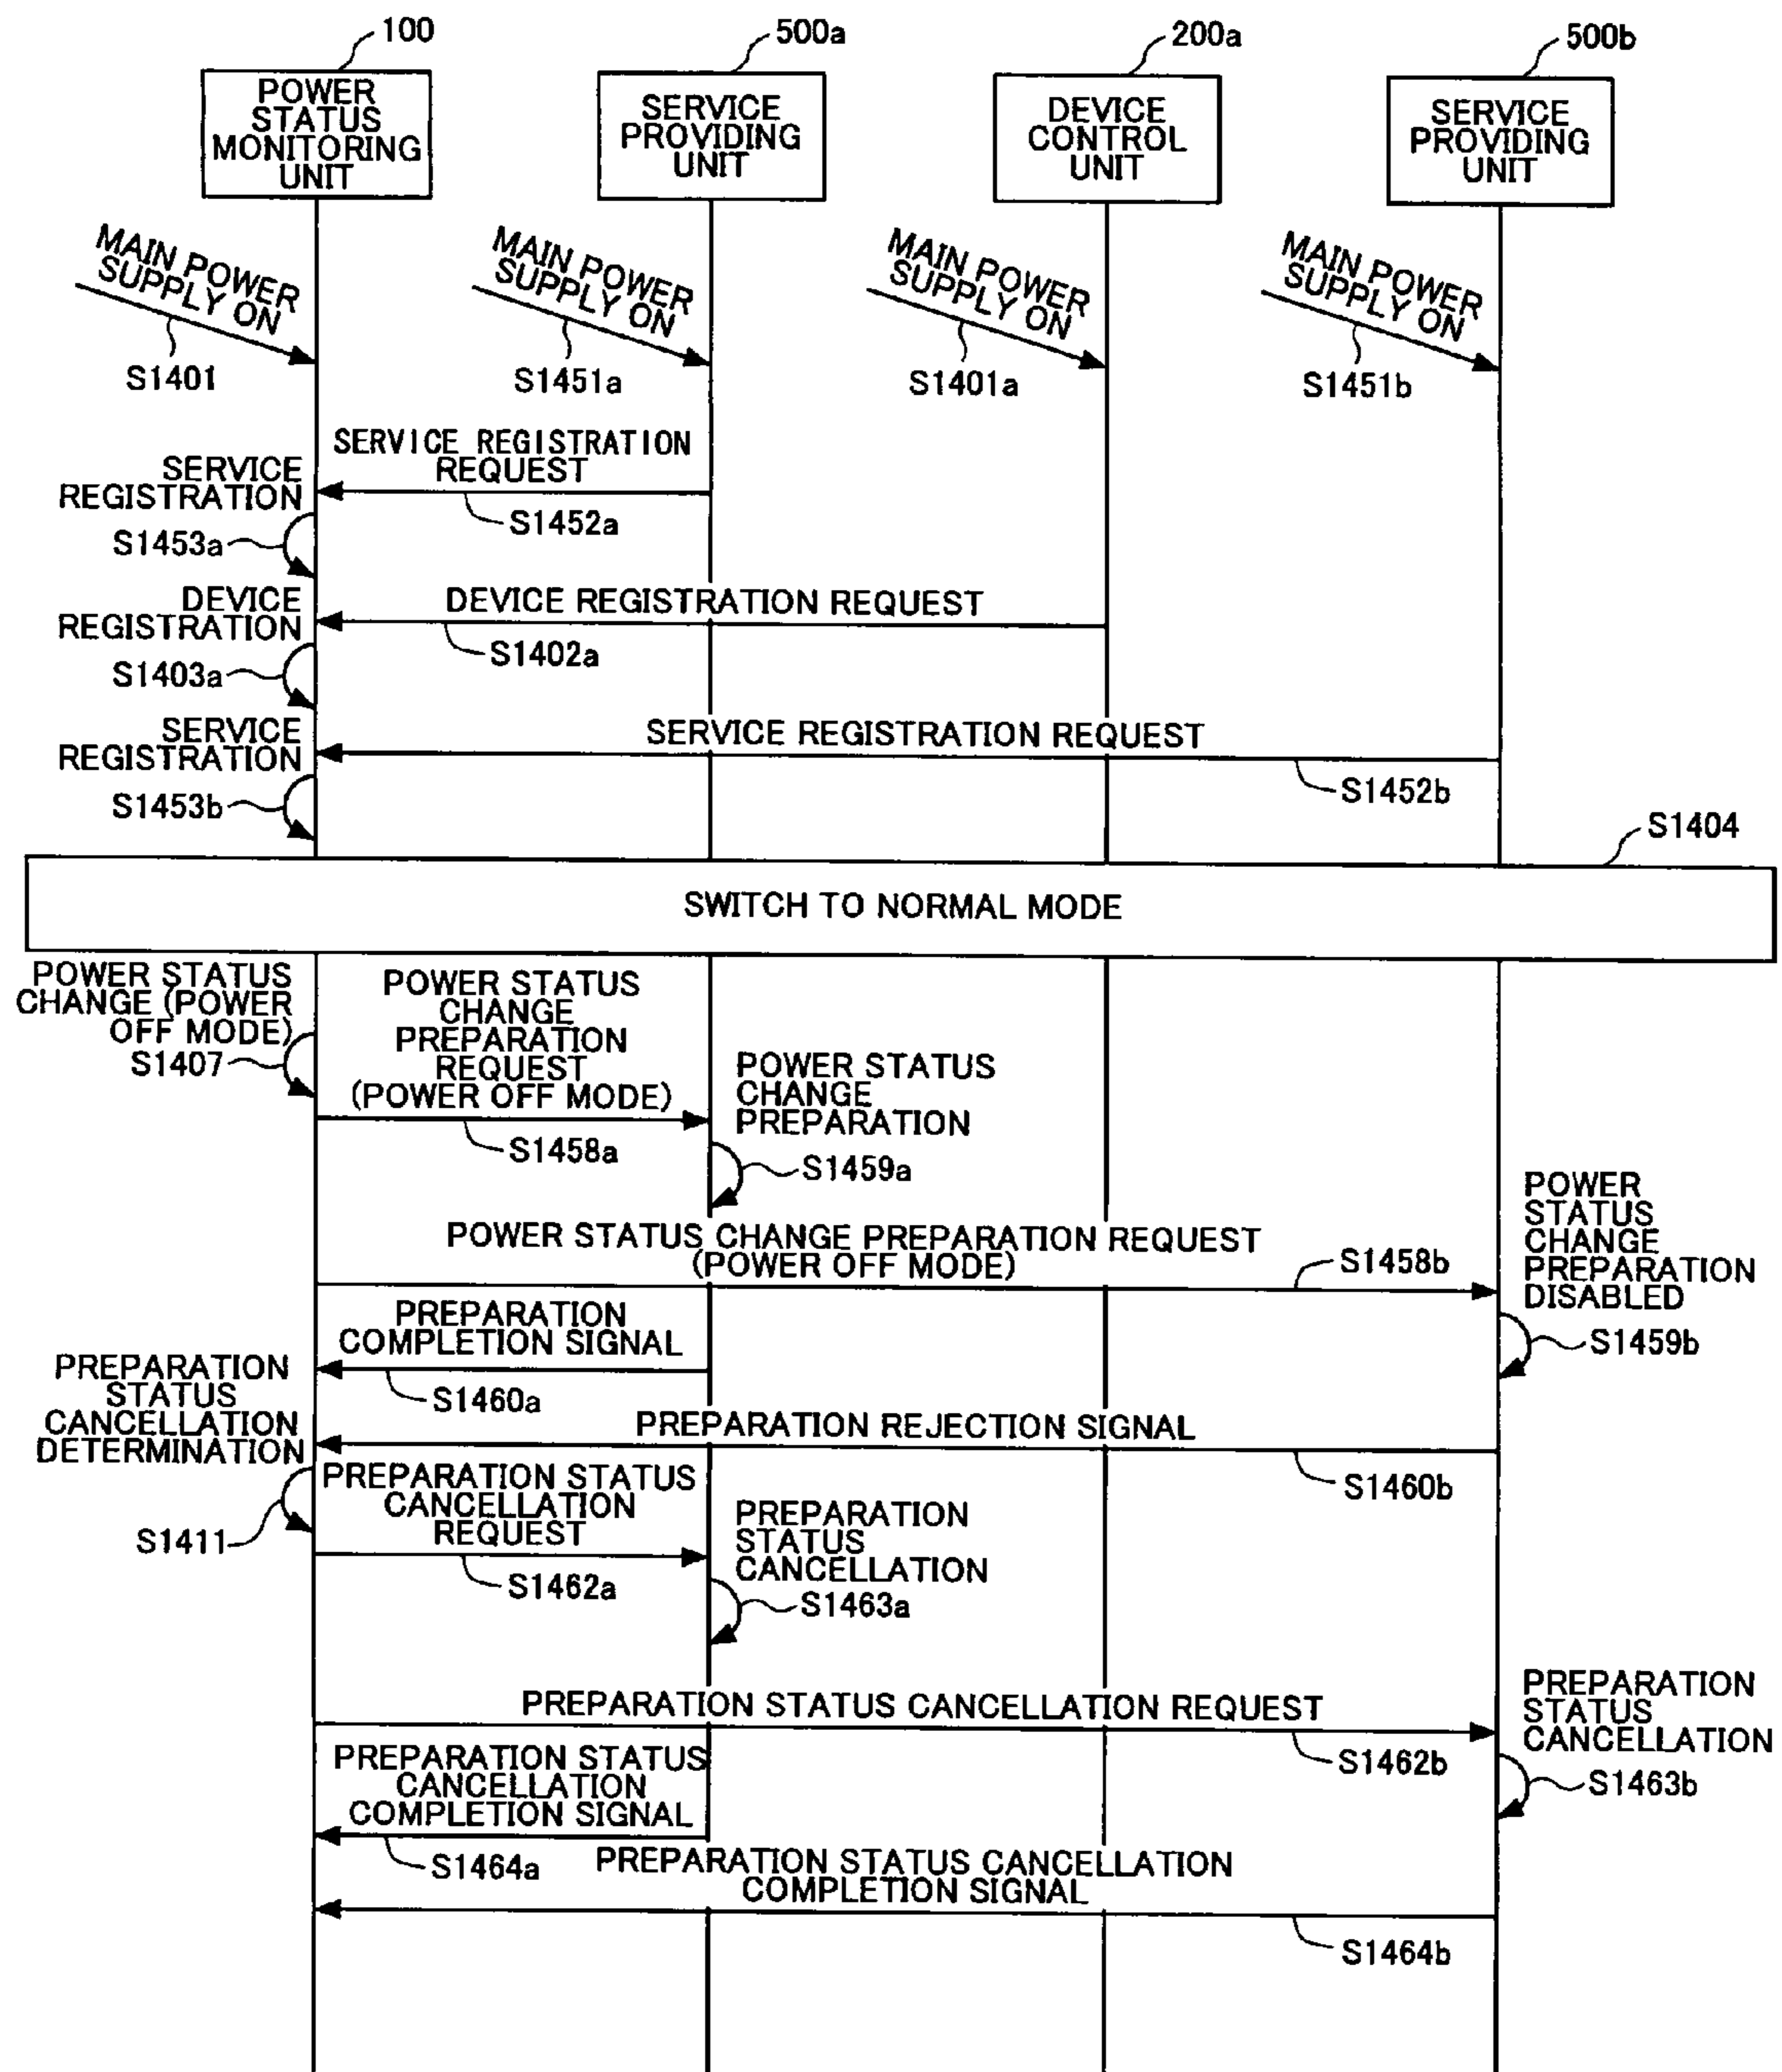 100
500a
200a
500b
POWER
STATUS
MONITORING
UNIT
SERVICE
PROVIDING
UNIT
DEVICE
CONTROL
UNIT
SERVICE
PROVIDING
UNIT
MAIN POWER
SUPPLY ON
S1401
MAIN POWER
SUPPLY ON
S1451a
MAIN POWER
SUPPLY ON
S1401a
MAIN POWER
SUPPLY ON
S1451b
SERVICE REGISTRATION
REQUEST
S1452a
SERVICE
REGISTRATION
S1453a
DEVICE REGISTRATION REQUEST
S1402a
DEVICE
REGISTRATION
S1403a
SERVICE REGISTRATION REQUEST
S1452b
SERVICE
REGISTRATION
S1453b
S1404
SWITCH TO NORMAL MODE
POWER STATUS
CHANGE (POWER
OFF MODE)
S1407
POWER STATUS
CHANGE
PREPARATION
REQUEST
(POWER OFF MODE)
S1458a
POWER STATUS
CHANGE
PREPARATION
S1459a
POWER STATUS CHANGE PREPARATION REQUEST
(POWER OFF MODE)
S1458b
POWER
STATUS
CHANGE
PREPARATION
DISABLED
S1459b
PREPARATION
COMPLETION SIGNAL
S1460a
PREPARATION REJECTION SIGNAL
S1460b
PREPARATION
STATUS
CANCELLATION
DETERMINATION
S1411
PREPARATION STATUS
CANCELLATION
REQUEST
S1462a
PREPARATION
STATUS
CANCELLATION
S1463a
PREPARATION STATUS CANCELLATION REQUEST
S1462b
PREPARATION
STATUS
CANCELLATION
S1463b
PREPARATION STATUS
CANCELLATION
COMPLETION SIGNAL
S1464a
PREPARATION STATUS CANCELLATION
COMPLETION SIGNAL
S1464b